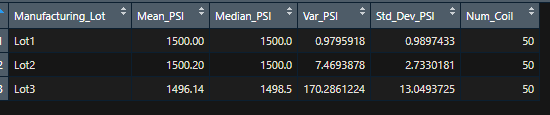 Manufacturing_Lot Mean_PSI Median_PSI Var_PSI Std_Dev_PSI Num_Coil
1 Lot1 1500.00 1500.0 0.9795918 0.9897433 50
2 Lot2 1500.20 1500.0 7.4693878 2.7330181 50
3 Lot3 1496.14 1498.5 170.2861224 13.0493725 50